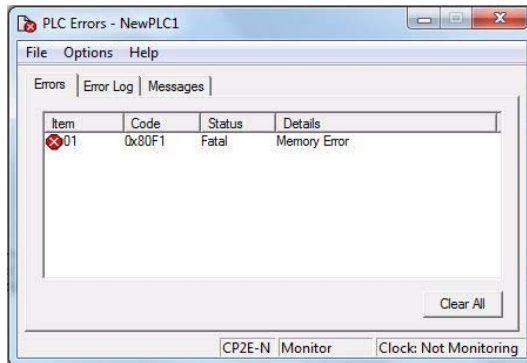 PLC Errors - NewPLC1
File Options Help
Errors Error Log Messages
Item Code Status Details
01 0x80F1 Fatal Memory Error
Clear All
CP2E-N Monitor Clock: Not Monitoring